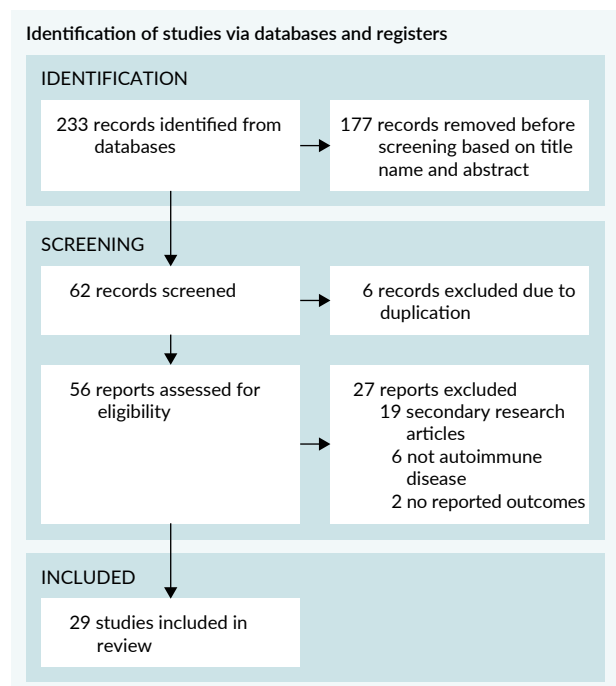 Identification of studies via databases and registers
IDENTIFICATION
233 records identified from
databases
177 records removed before
screening based on title
name and abstract
SCREENING
62 records screened
6 records excluded due to
duplication
56 reports assessed for
eligibility
27 reports excluded
19 secondary research
articles
6 not autoimmune
disease
2 no reported outcomes
INCLUDED
29 studies included in
review